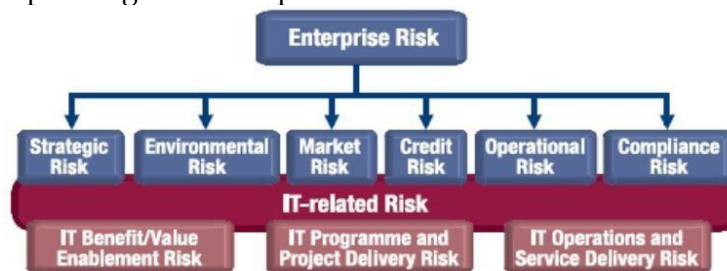 Enterprise Risk
Strategic Risk
Environmental Risk
Market Risk
Credit Risk
Operational Risk
Compliance Risk
IT-related Risk
IT Benefit/Value Enablement Risk
IT Programme and Project Delivery Risk
IT Operations and Service Delivery Risk